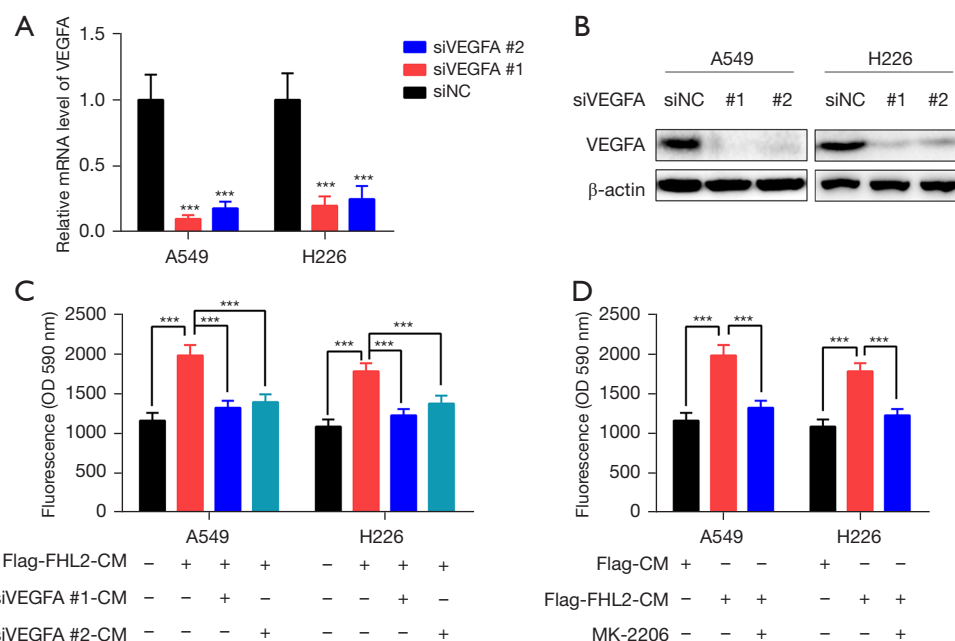 A
Relative mRNA level of VEGFA
1.5
1.0
0.5
0.0
*** *** *** ***
A549 H226
siVEGFA #2
siVEGFA #1
siNC
B
A549 H226
siVEGFA siNC #1 #2 siNC #1 #2
VEGFA
β-actin
C
Fluorescence (OD 590 nm)
2500
2000
1500
1000
500
0
*** *** *** *** *** ***
A549 H226
Flag-FHL2-CM − + + + − + + +
siVEGFA #1-CM − − + − − − + −
siVEGFA #2-CM − − − + − − − +
D
Fluorescence (OD 590 nm)
2500
2000
1500
1000
500
0
*** *** *** ***
A549 H226
Flag-CM + − − + − −
Flag-FHL2-CM − + + − + +
MK-2206 − − + − − +